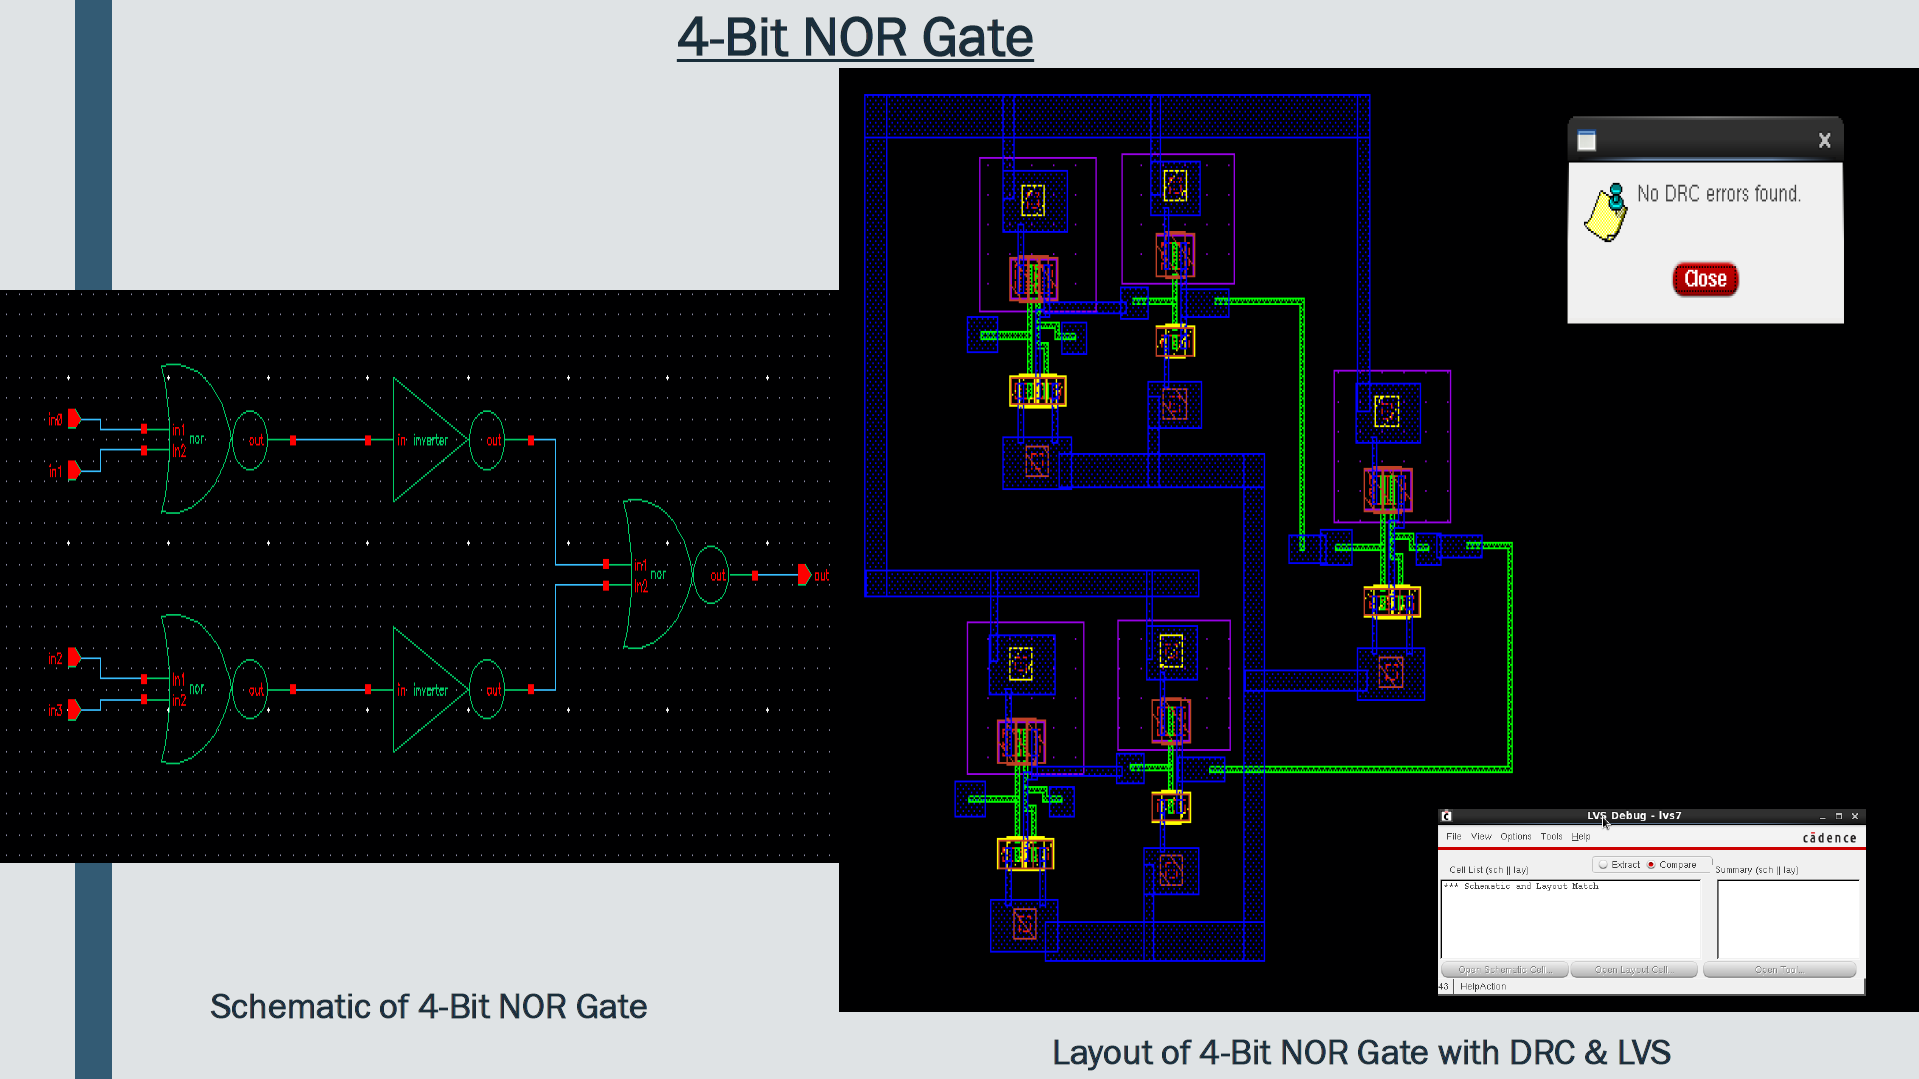 4-Bit NOR Gate
No DRC errors found.
Close
in0
in1
in1
in2
nor
out
in
inverter
out
in1
in2
nor
out
out
in2
in3
in1
in2
nor
out
in
inverter
out
LVS Debug - lvs7
File View Options Tools Help
cādence
Extract Compare
Cell List (sch || lay)
Summary (sch || lay)
*** Schematic and Layout Match
Open Schematic Cell... Open Layout Cell... Open Tool...
43 HelpAction
Schematic of 4-Bit NOR Gate
Layout of 4-Bit NOR Gate with DRC & LVS